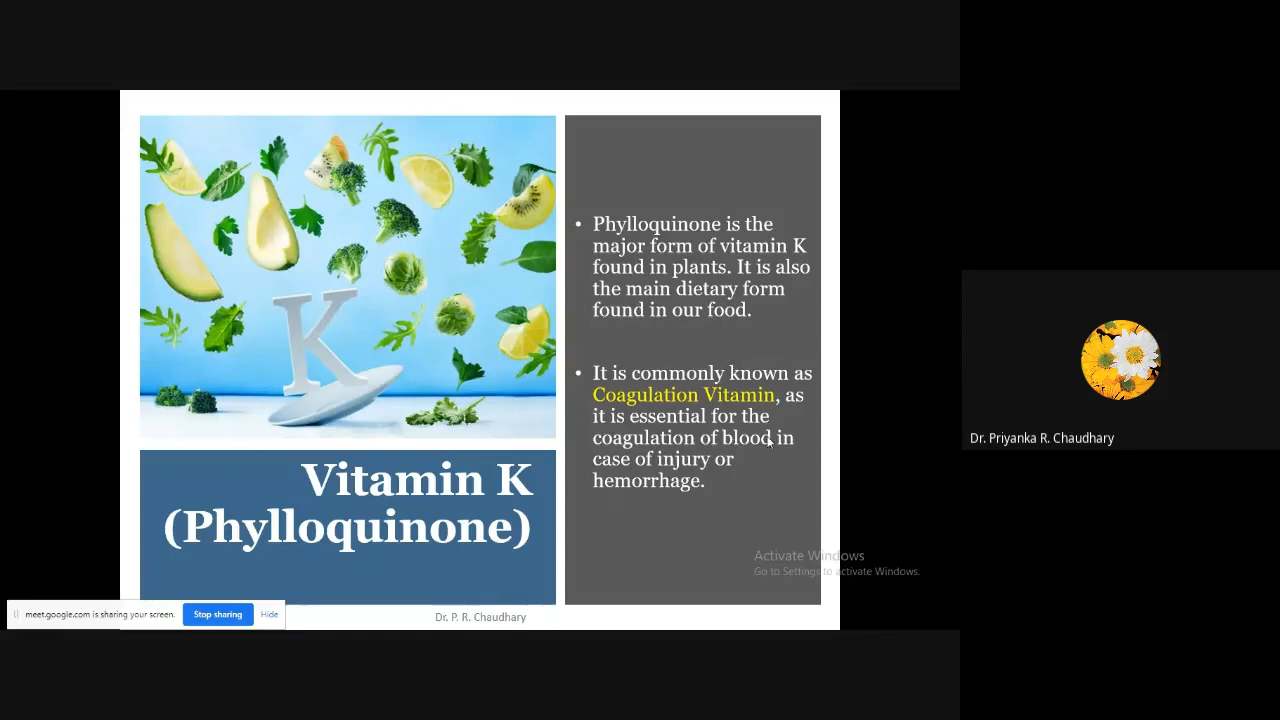 • Phylloquinone is the
major form of vitamin K
found in plants. It is also
the main dietary form
found in our food.
• It is commonly known as
Coagulation Vitamin, as
it is essential for the
coagulation of blood in
case of injury or
hemorrhage.
K
Vitamin K
(Phylloquinone)
Activate Windows
Go to Settings to activate Windows.
meet.google.com is sharing your screen.
Stop sharing
Hide
Dr. P. R. Chaudhary
Dr. Priyanka R. Chaudhary